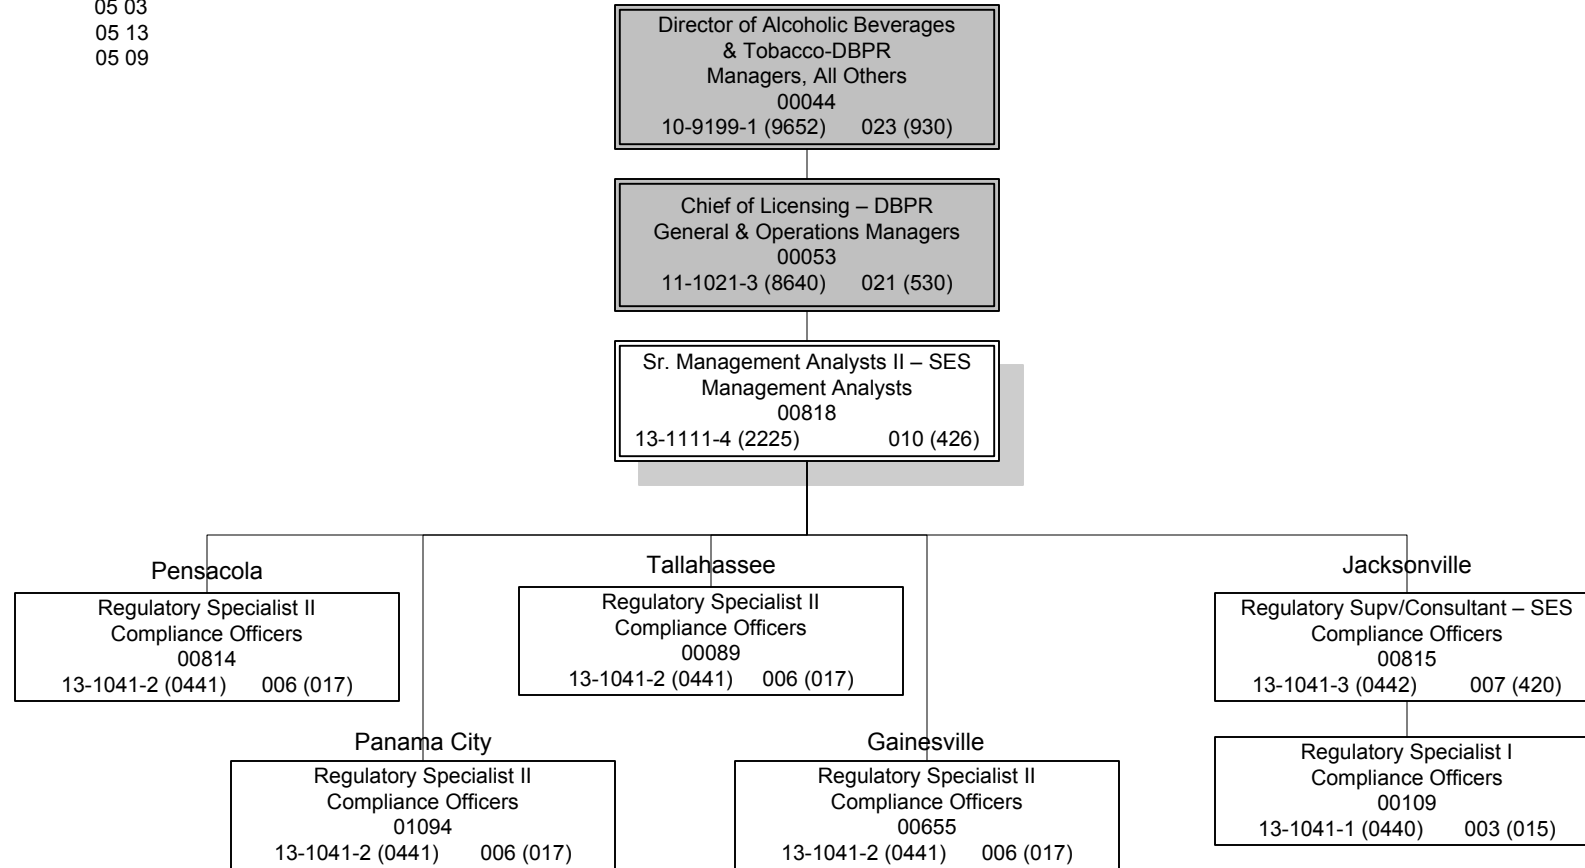 05 03
05 13
05 09
Director of Alcoholic Beverages
& Tobacco-DBPR
Managers, All Others
00044
10-9199-1 (9652) 023 (930)
Chief of Licensing – DBPR
General & Operations Managers
00053
11-1021-3 (8640) 021 (530)
Sr. Management Analysts II – SES
Management Analysts
00818
13-1111-4 (2225) 010 (426)
Pensacola
Regulatory Specialist II
Compliance Officers
00814
13-1041-2 (0441) 006 (017)
Tallahassee
Regulatory Specialist II
Compliance Officers
00089
13-1041-2 (0441) 006 (017)
Jacksonville
Regulatory Supv/Consultant – SES
Compliance Officers
00815
13-1041-3 (0442) 007 (420)
Panama City
Regulatory Specialist II
Compliance Officers
01094
13-1041-2 (0441) 006 (017)
Gainesville
Regulatory Specialist II
Compliance Officers
00655
13-1041-2 (0441) 006 (017)
Regulatory Specialist I
Compliance Officers
00109
13-1041-1 (0440) 003 (015)